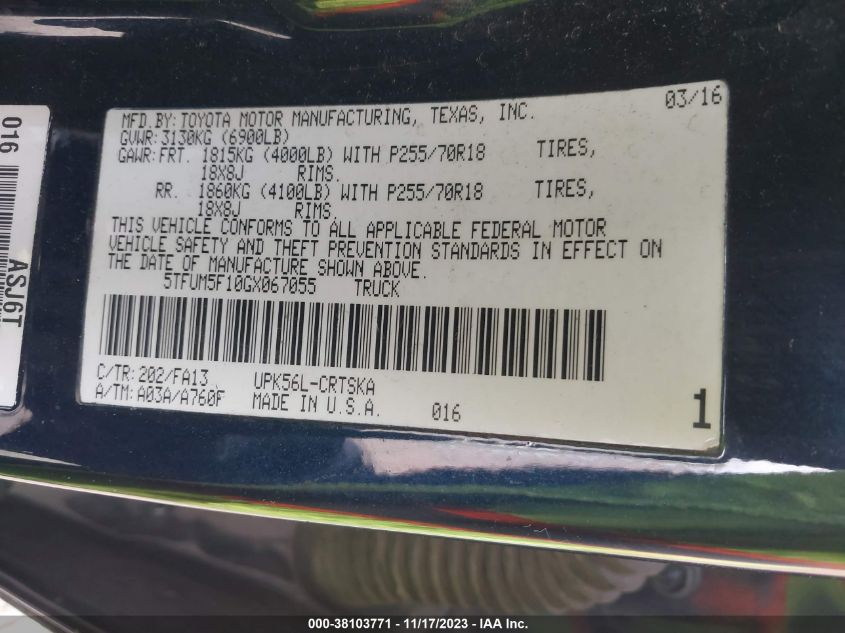 03/16
MFD.BY:TOYOTA MOTOR MANUFACTURING, TEXAS, INC.
GVWR:3130KG (6900LB)
GAWR:FRT. 1815KG (4000LB) WITH P255/70R18 TIRES,
18X8J RIMS.
RR. 1860KG (4100LB) WITH P255/70R18 TIRES,
18X8J RIMS.
THIS VEHICLE CONFORMS TO ALL APPLICABLE FEDERAL MOTOR
VEHICLE SAFETY AND THEFT PREVENTION STANDARDS IN EFFECT ON
THE DATE OF MANUFACTURE SHOWN ABOVE.
5TFUM5F10GX067055 TRUCK
C/TR:202/FA13 UPK56L-CRTSKA
A/TM:A03A/A760F MADE IN U.S.A. 016
1
016
ASJ6T
000-38103771 - 11/17/2023 - IAA Inc.